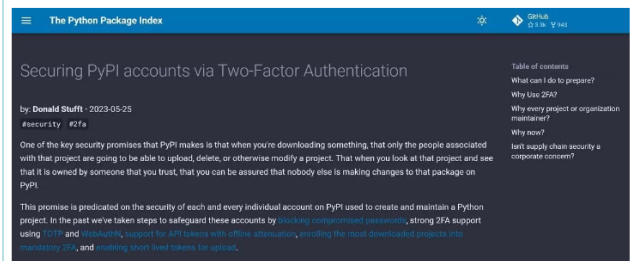 The Python Package Index
GitHub
3.3k 943
Securing PyPI accounts via Two-Factor Authentication
by: Donald Stufft - 2023-05-25
#security #2fa
One of the key security promises that PyPI makes is that when you're downloading something, that only the people associated
with that project are going to be able to upload, delete, or otherwise modify a project. That when you look at that project and see
that it is owned by someone that you trust, that you can be assured that nobody else is making changes to that package on
PyPI.
This promise is predicated on the security of each and every individual account on PyPI used to create and maintain a Python
project. In the past we've taken steps to safeguard these accounts by blocking compromised passwords, strong 2FA support
using TOTP and WebAuthN, support for API tokens with offline attenuation, enrolling the most downloaded projects into
mandatory 2FA, and enabling short lived tokens for upload.
Table of contents
What can I do to prepare?
Why Use 2FA?
Why every project or organization
maintainer?
Why now?
Isn't supply chain security a
corporate concern?